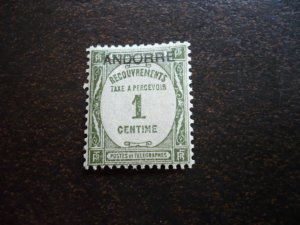 ANDORRE
RECOUVREMENTS
TAXE A PERCEVOIR
1
CENTIME
POSTES ET TELEGRAPHES